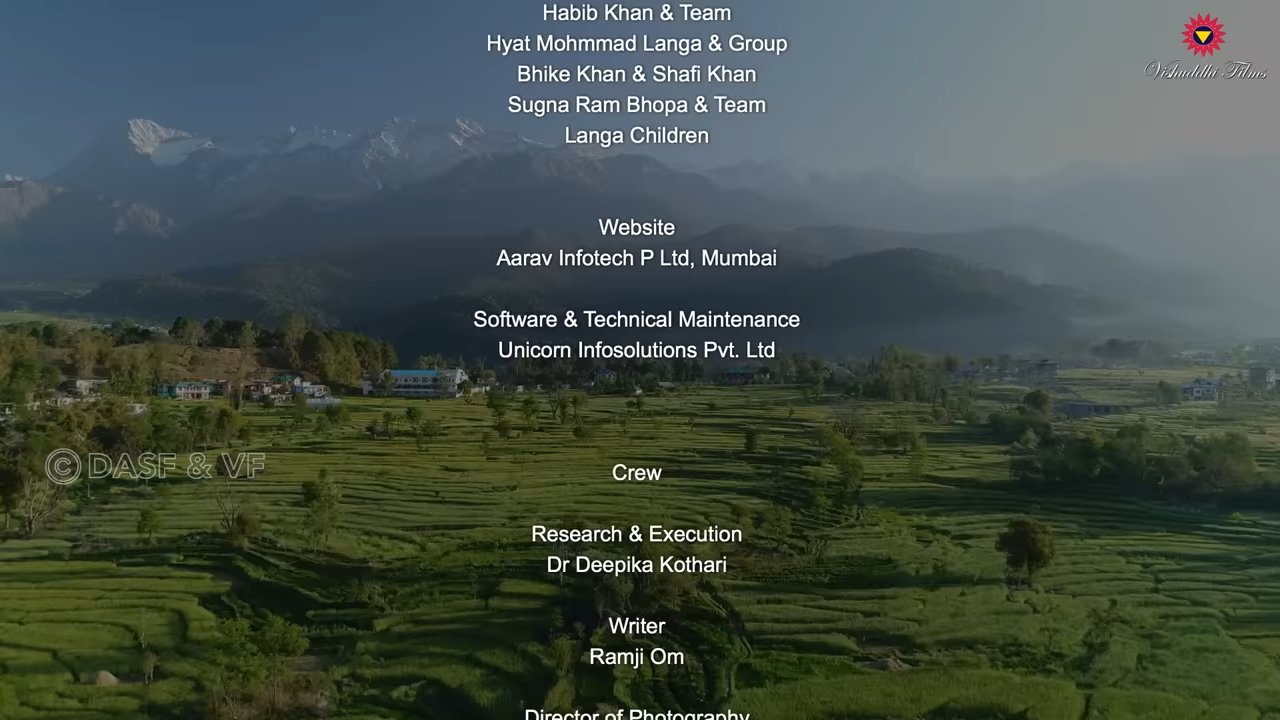 Habib Khan & Team
Hyat Mohmmad Langa & Group
Bhike Khan & Shafi Khan
Sugna Ram Bhopa & Team
Langa Children
Vishuddhi Films
Website
Aarav Infotech P Ltd, Mumbai
Software & Technical Maintenance
Unicorn Infosolutions Pvt. Ltd
© DASF & VF
Crew
Research & Execution
Dr Deepika Kothari
Writer
Ramji Om
Director of Photography